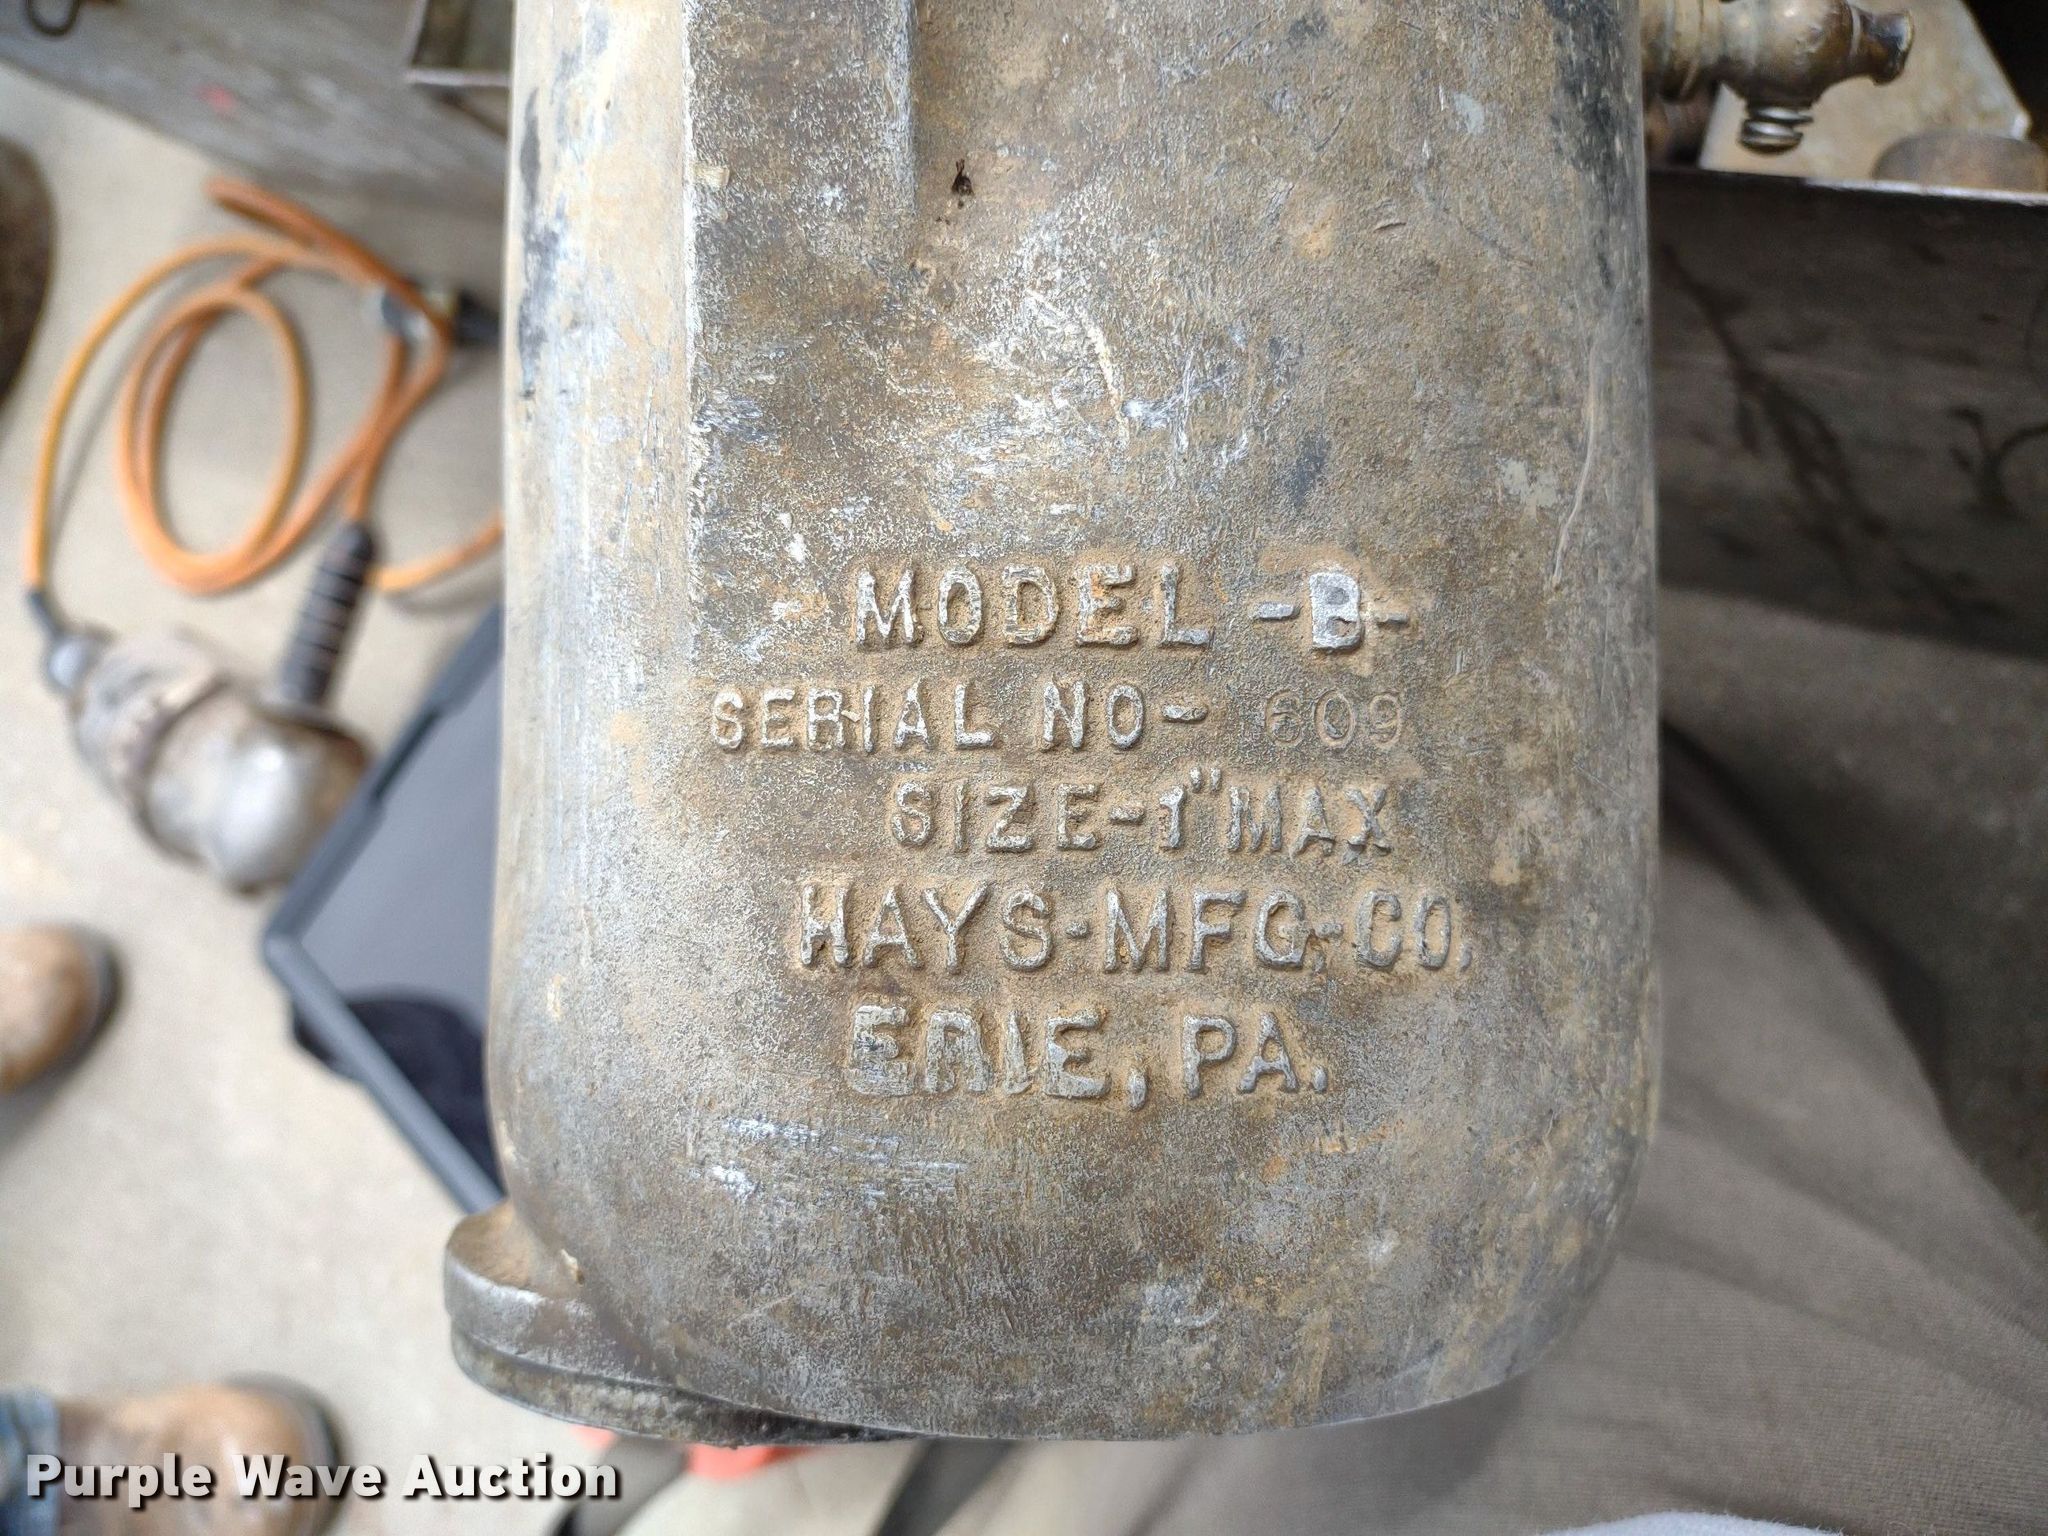 MODEL -B-
SERIAL NO- 609
SIZE-1" MAX
HAYS-MFG,-CO.
ERIE, PA.
Purple Wave Auction